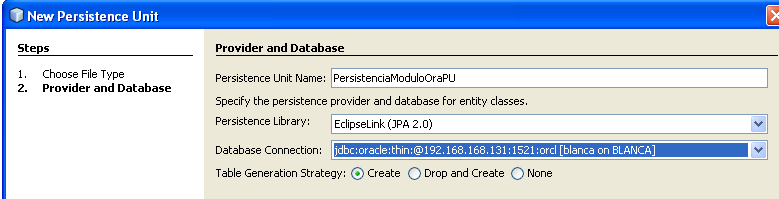 New Persistence Unit
Steps
1. Choose File Type
2. Provider and Database
Provider and Database
Persistence Unit Name: PersistenciaModuloOraPU
Specify the persistence provider and database for entity classes.
Persistence Library: EclipseLink (JPA 2.0)
Database Connection: jdbc:oracle:thin:@192.168.168.131:1521:orcl [blanca on BLANCA]
Table Generation Strategy: Create Drop and Create None